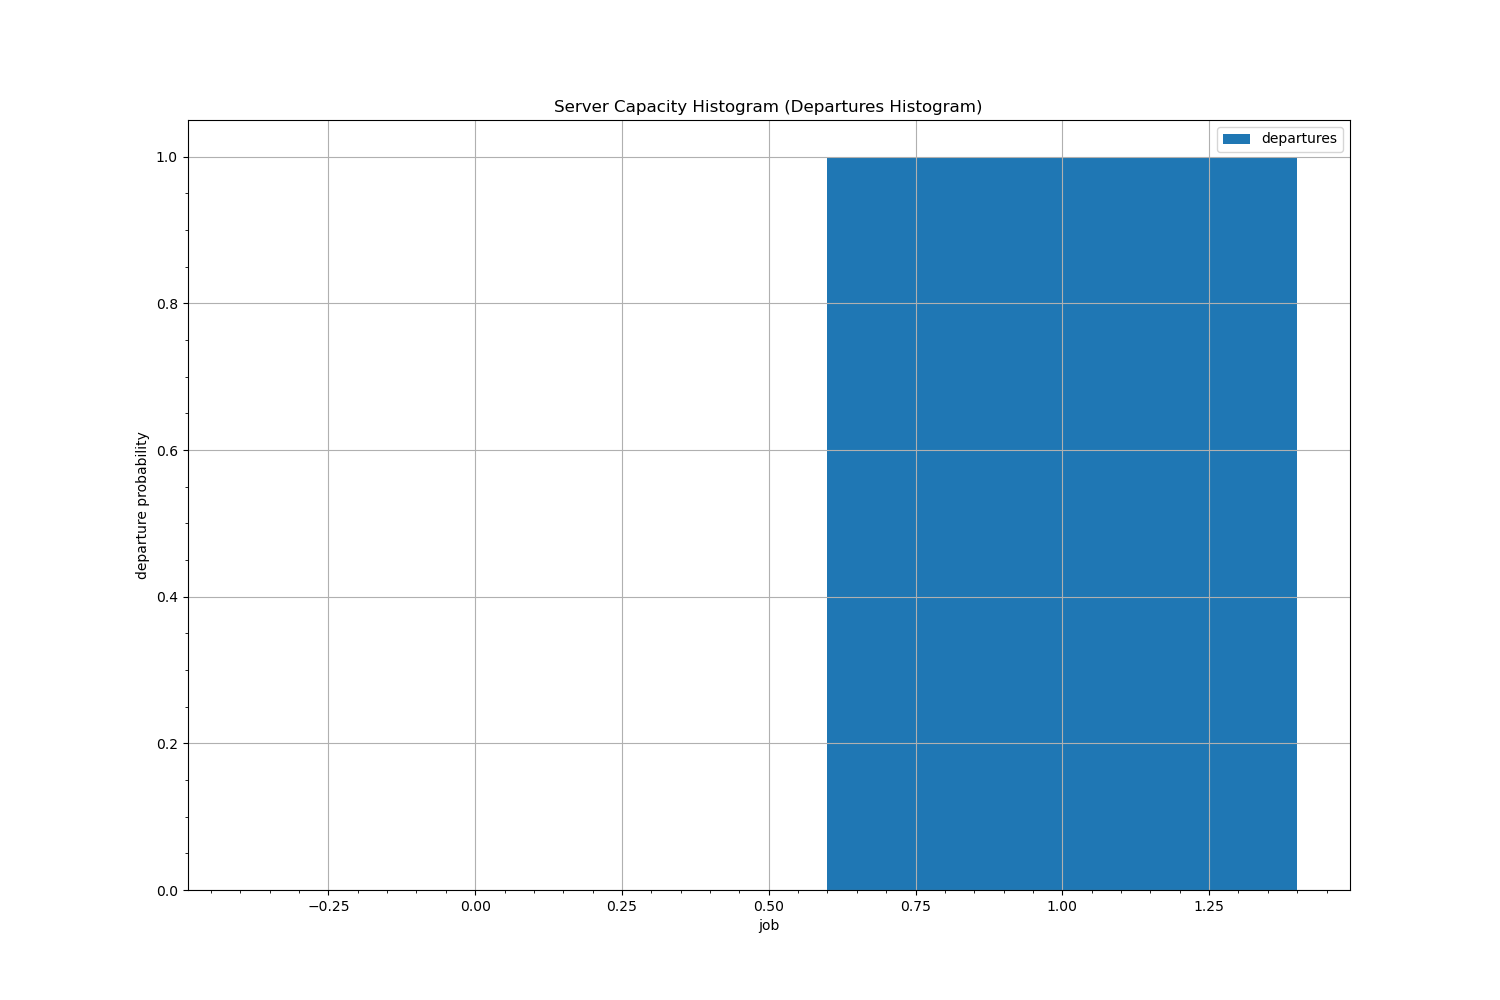 Server Capacity Histogram (Departures Histogram)
departures
1.0
0.8
0.6
0.4
0.2
0.0
departure probability
−0.25 0.00 0.25 0.50 0.75 1.00 1.25
job